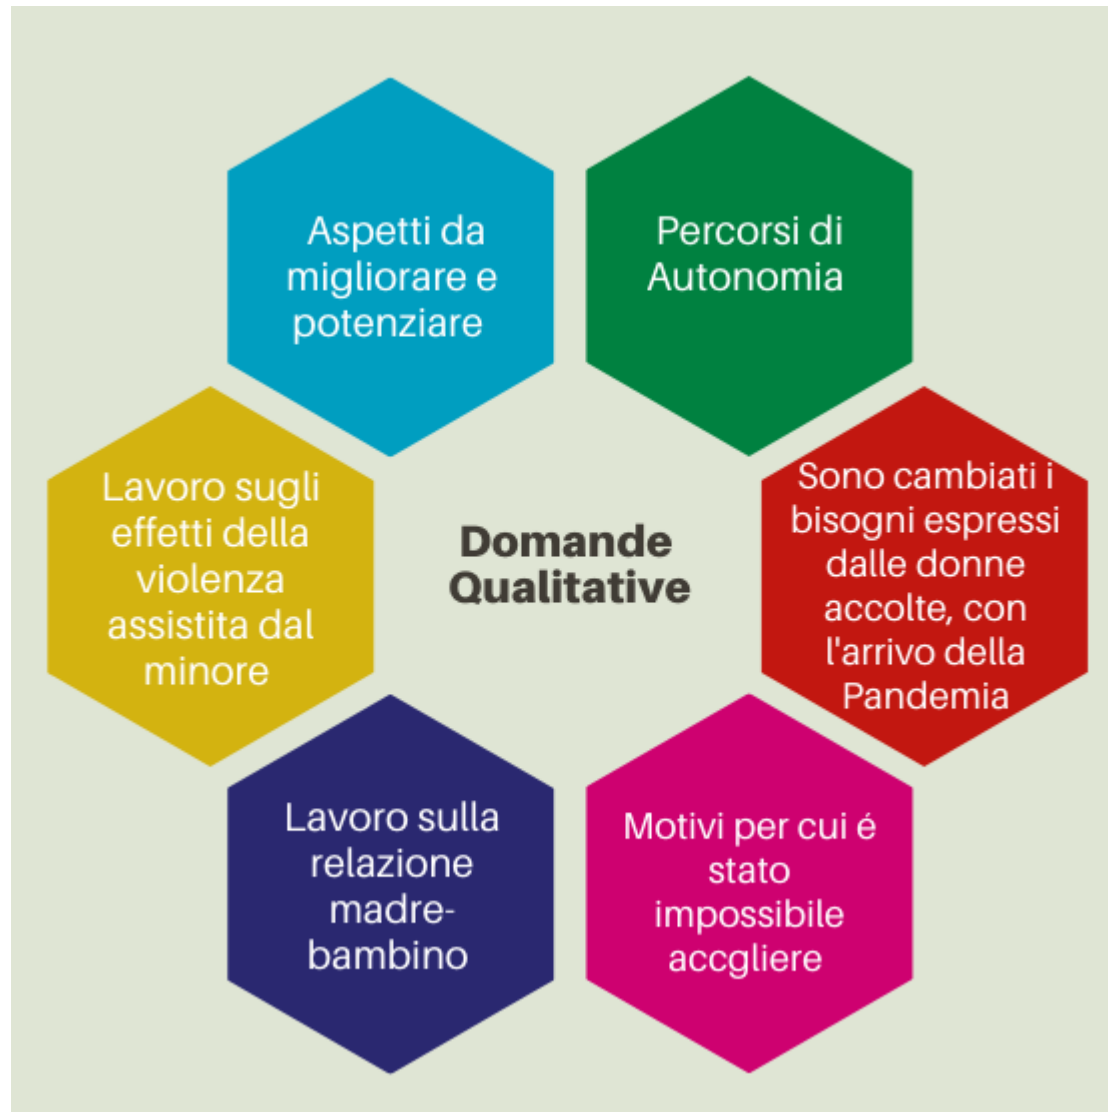 Aspetti da
migliorare e
potenziare
Percorsi di
Autonomia
Lavoro sugli
effetti della
violenza
assistita dal
minore
Domande
Qualitative
Sono cambiati i
bisogni espressi
dalle donne
accolte, con
l'arrivo della
Pandemia
Lavoro sulla
relazione
madre-
bambino
Motivi per cui é
stato
impossibile
accgliere